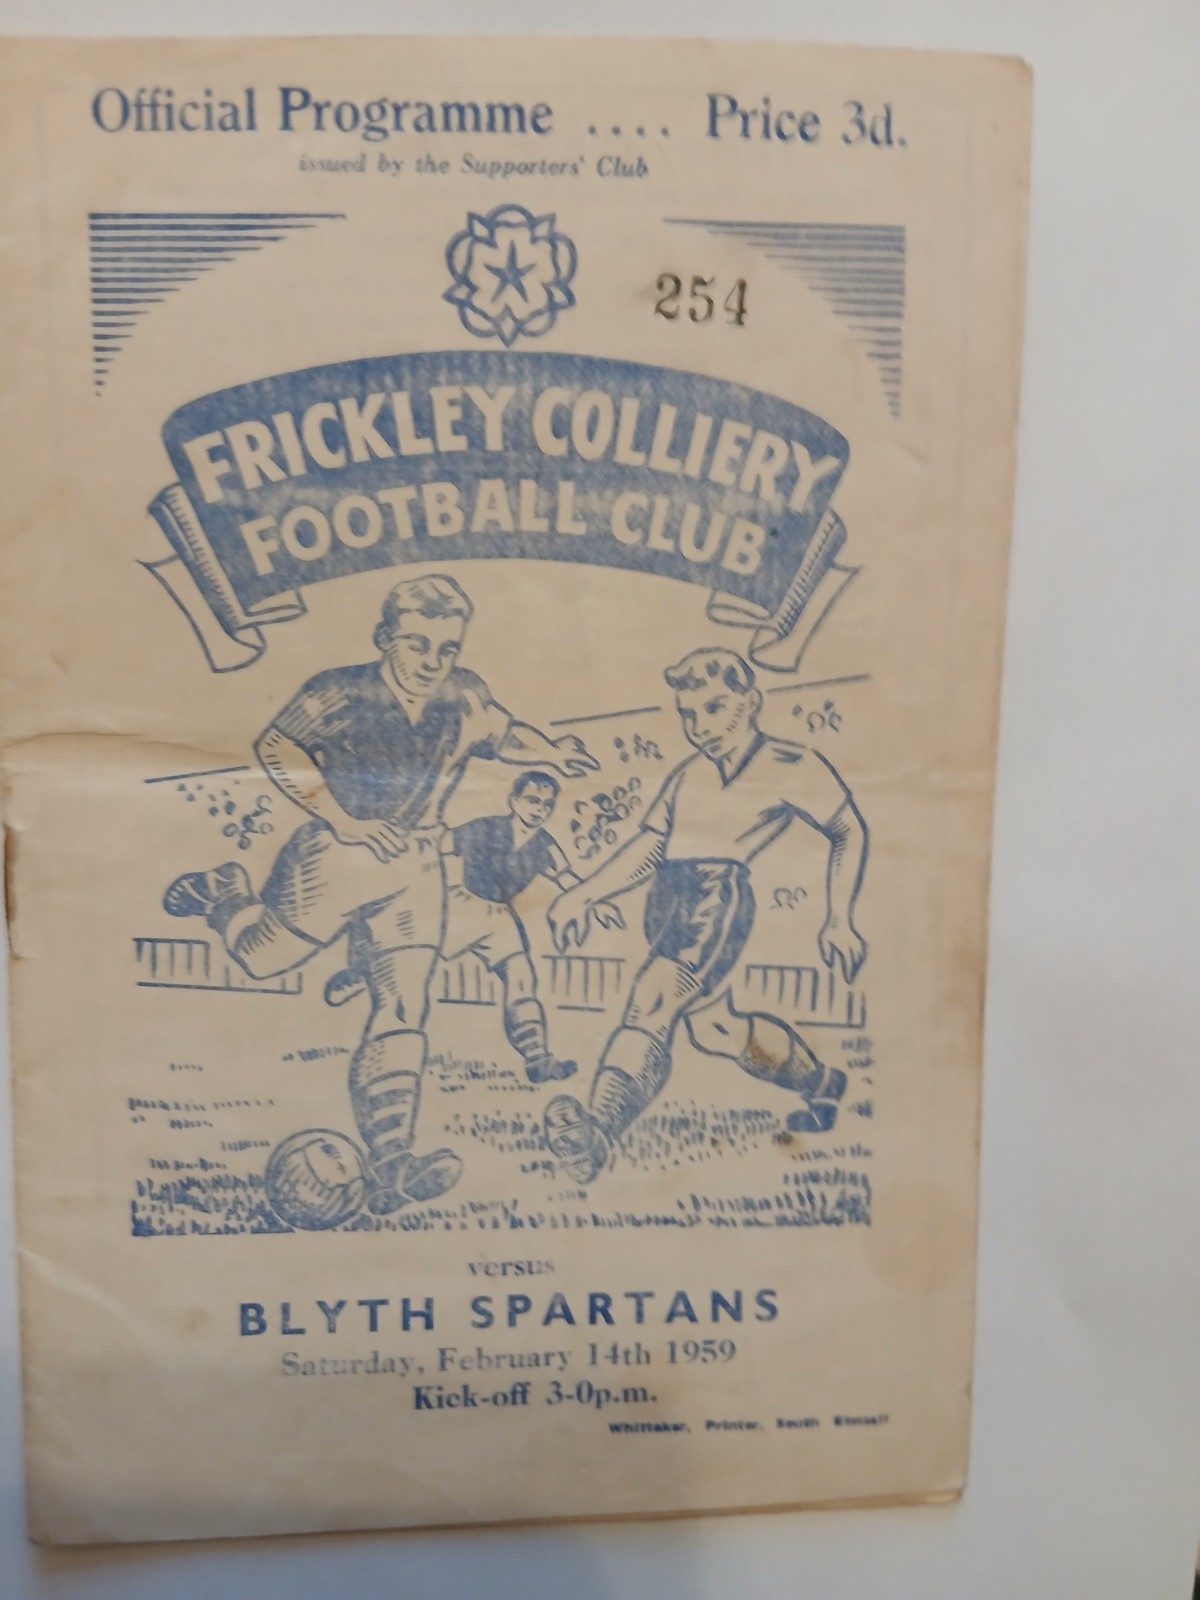 Official Programme .... Price 3d.
issued by the Supporters' Club
254
FRICKLEY COLLIERY
FOOTBALL CLUB
versus
BLYTH SPARTANS
Saturday, February 14th 1959
Kick-off 3-0p.m.
Whittaker, Printer, South Elmsall